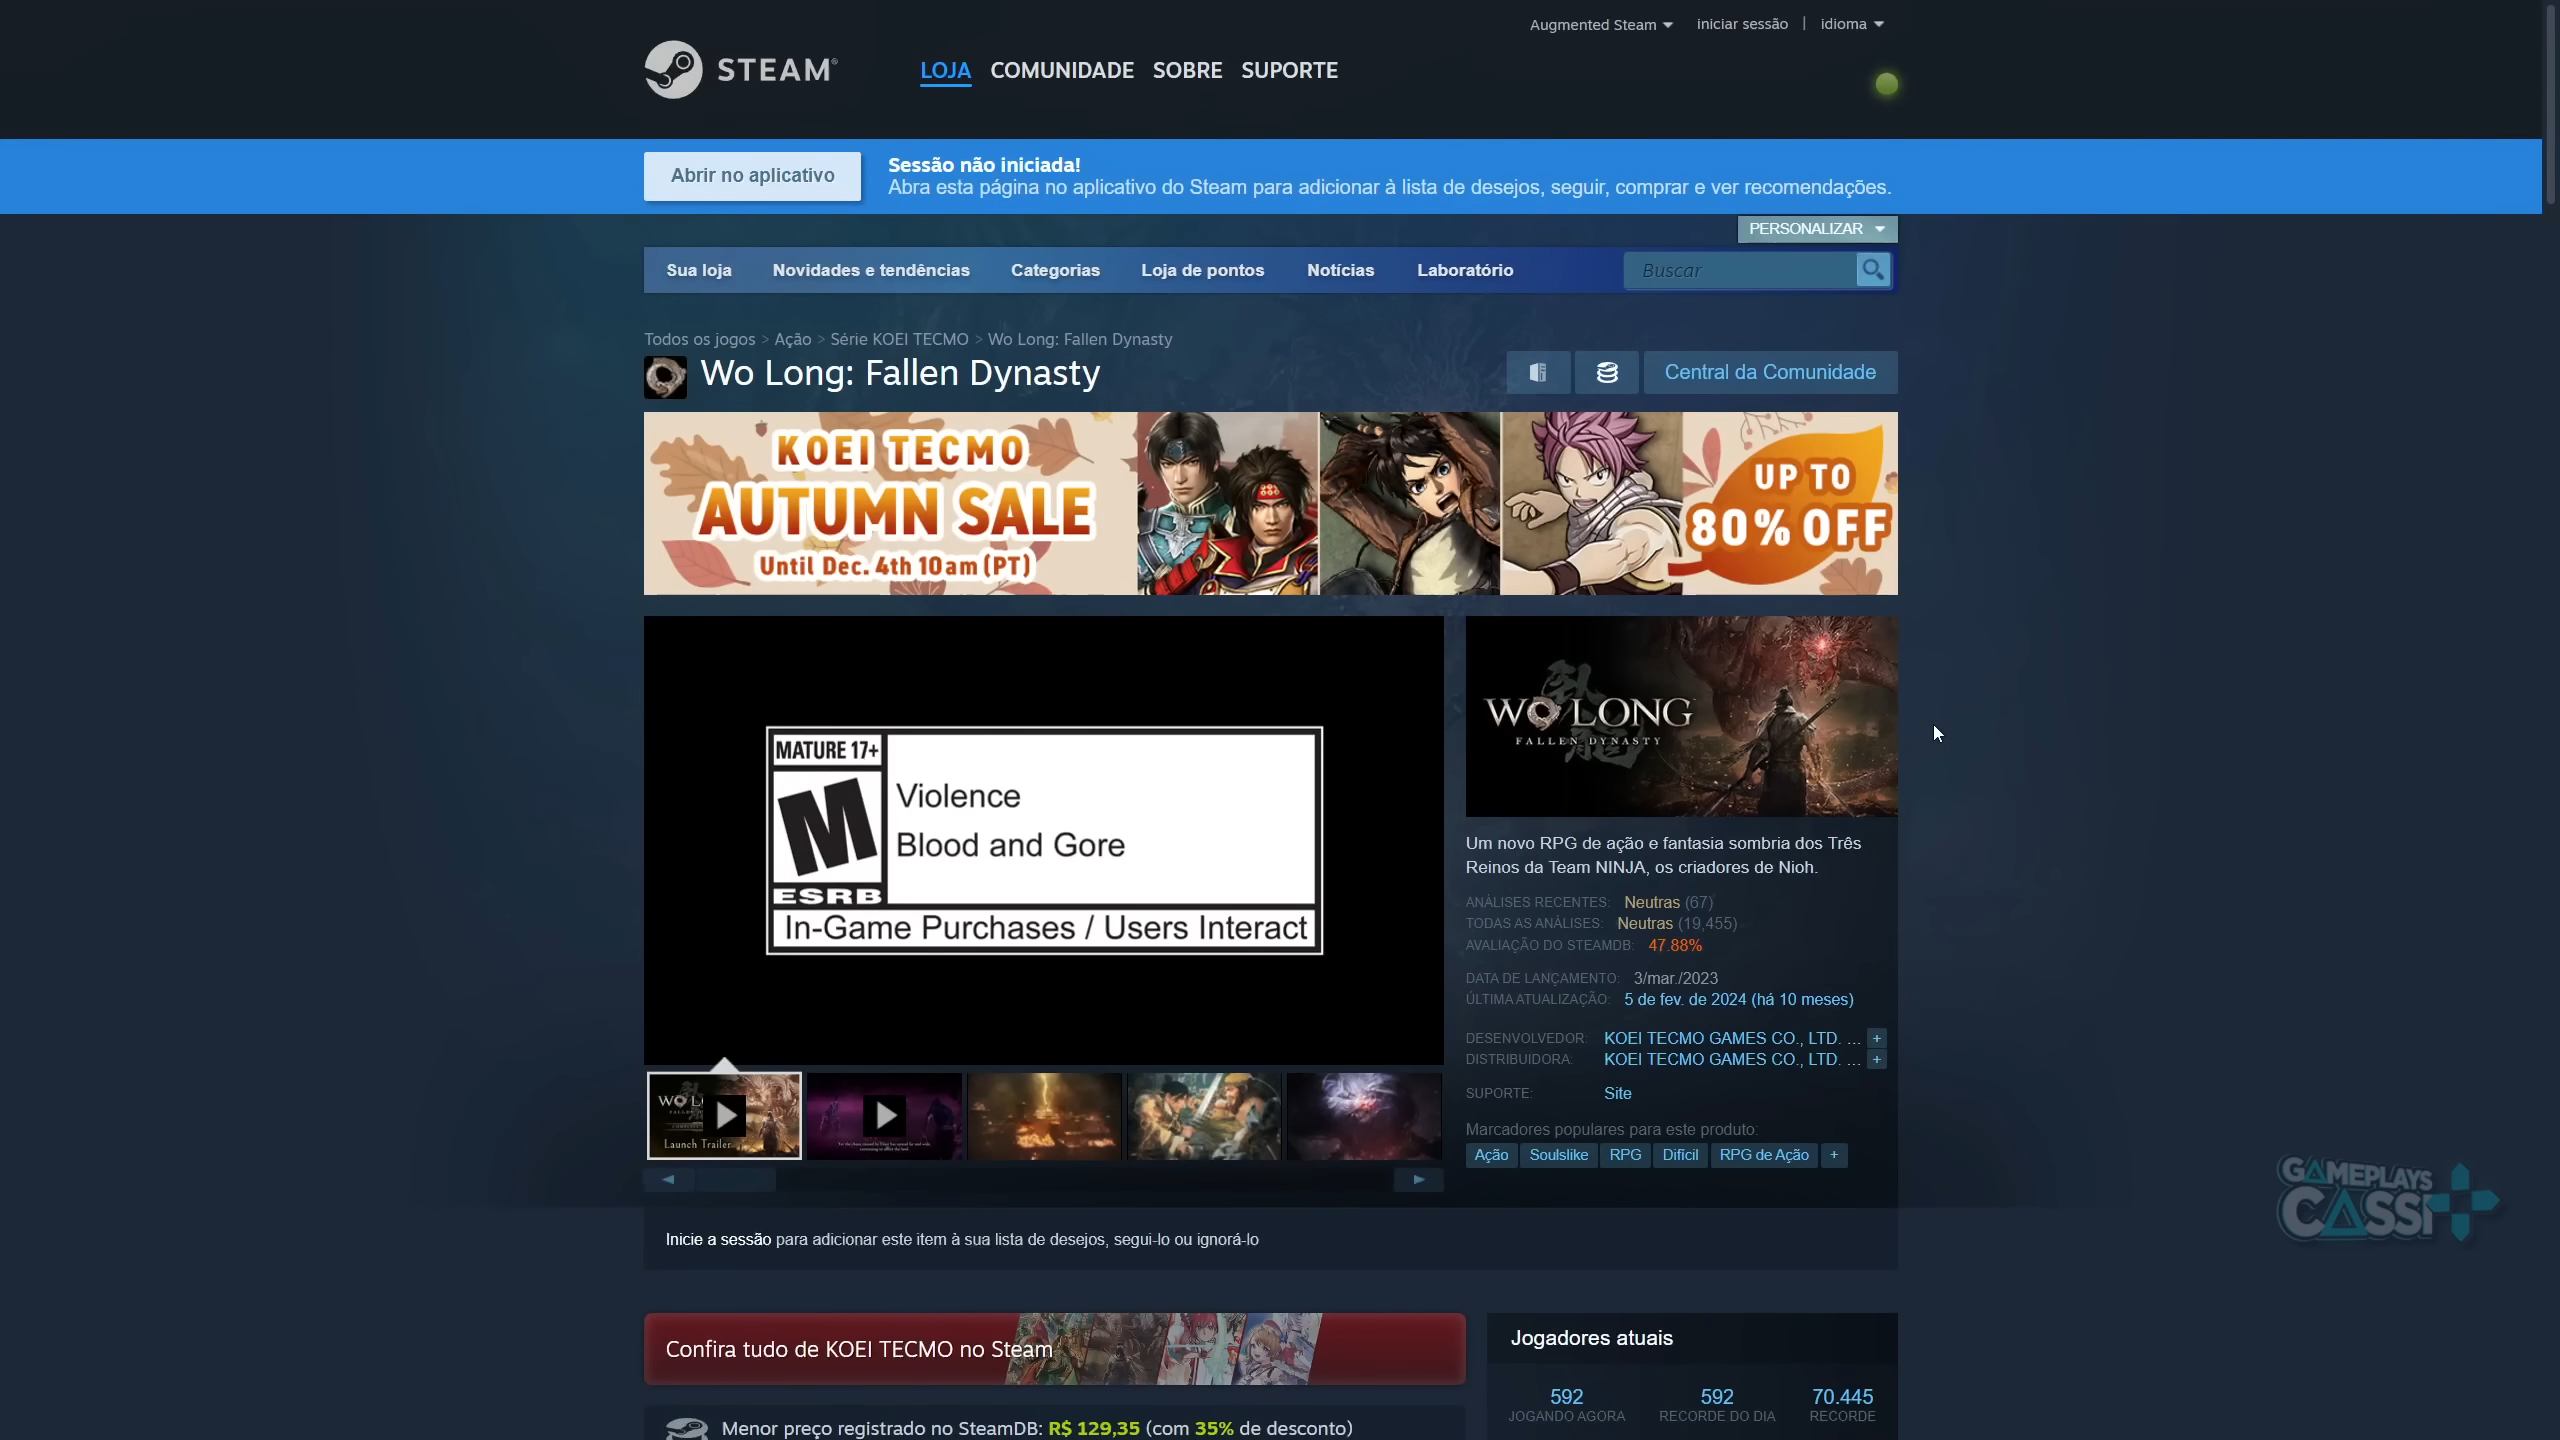 Augmented Steam
iniciar sessão | idioma
STEAM®
LOJA COMUNIDADE SOBRE SUPORTE
Abrir no aplicativo
Sessão não iniciada!
Abra esta página no aplicativo do Steam para adicionar à lista de desejos, seguir, comprar e ver recomendações.
PERSONALIZAR
Sua loja Novidades e tendências Categorias Loja de pontos Notícias Laboratório Buscar
Todos os jogos > Ação > Série KOEI TECMO > Wo Long: Fallen Dynasty
Wo Long: Fallen Dynasty
Central da Comunidade
KOEI TECMO
AUTUMN SALE
Until Dec. 4th 10am (PT)
UP TO
80% OFF
MATURE 17+
M
ESRB
Violence
Blood and Gore
In-Game Purchases / Users Interact
WO LONG
FALLEN DYNASTY
Um novo RPG de ação e fantasia sombria dos Três
Reinos da Team NINJA, os criadores de Nioh.
ANÁLISES RECENTES: Neutras (67)
TODAS AS ANÁLISES: Neutras (19,455)
AVALIAÇÃO DO STEAMDB: 47.88%
DATA DE LANÇAMENTO: 3/mar./2023
ÚLTIMA ATUALIZAÇÃO: 5 de fev. de 2024 (há 10 meses)
DESENVOLVEDOR: KOEI TECMO GAMES CO., LTD. ... +
DISTRIBUIDORA: KOEI TECMO GAMES CO., LTD. ... +
SUPORTE: Site
Marcadores populares para este produto:
Ação Soulslike RPG Difícil RPG de Ação +
Launch Trailer
GAMEPLAYS
CASSI
Inicie a sessão para adicionar este item à sua lista de desejos, segui-lo ou ignorá-lo
Confira tudo de KOEI TECMO no Steam
Jogadores atuais
592 592 70.445
JOGANDO AGORA RECORDE DO DIA RECORDE
Menor preço registrado no SteamDB: R$ 129,35 (com 35% de desconto)